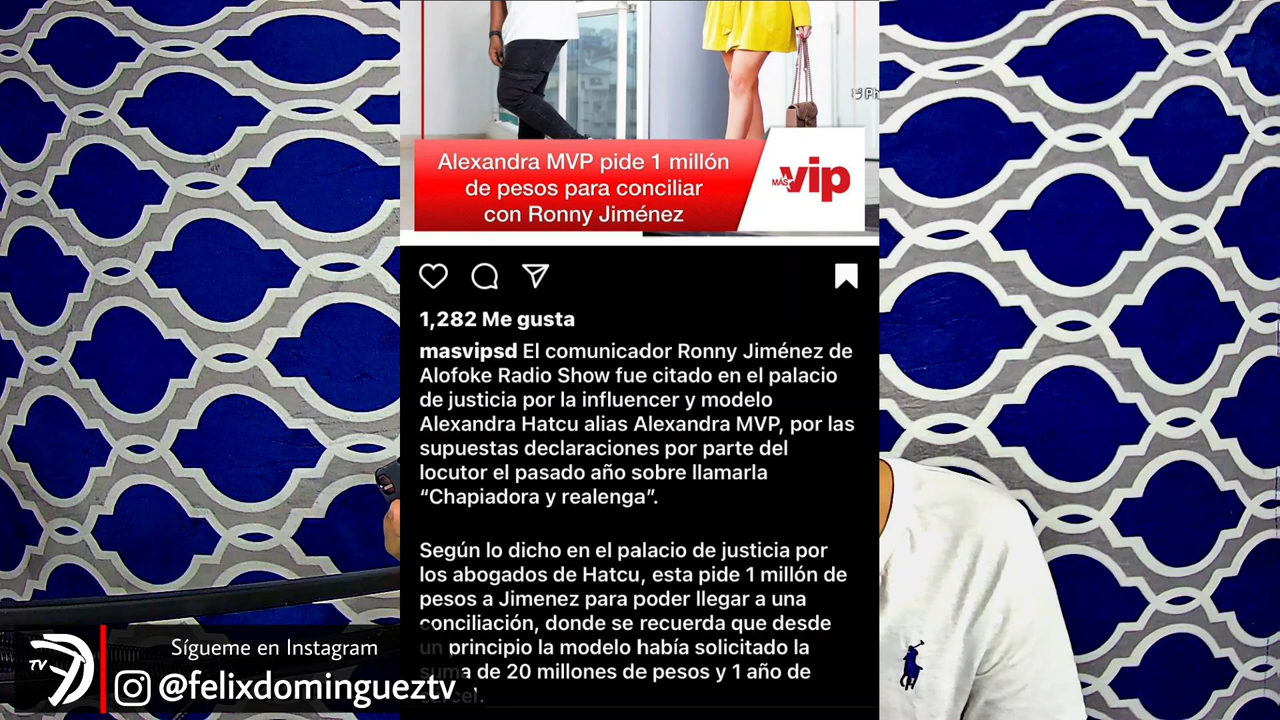 Ph
Alexandra MVP pide 1 millón
de pesos para conciliar
con Ronny Jiménez
MÁS vip
1,282 Me gusta
masvipsd El comunicador Ronny Jiménez de
Alofoke Radio Show fue citado en el palacio
de justicia por la influencer y modelo
Alexandra Hatcu alias Alexandra MVP, por las
supuestas declaraciones por parte del
locutor el pasado año sobre llamarla
“Chapiadora y realenga”.
Según lo dicho en el palacio de justicia por
los abogados de Hatcu, esta pide 1 millón de
pesos a Jimenez para poder llegar a una
conciliación, donde se recuerda que desde
un principio la modelo había solicitado la
suma de 20 millones de pesos y 1 año de
carcel.
TV
Sígueme en Instagram
@felixdomingueztv